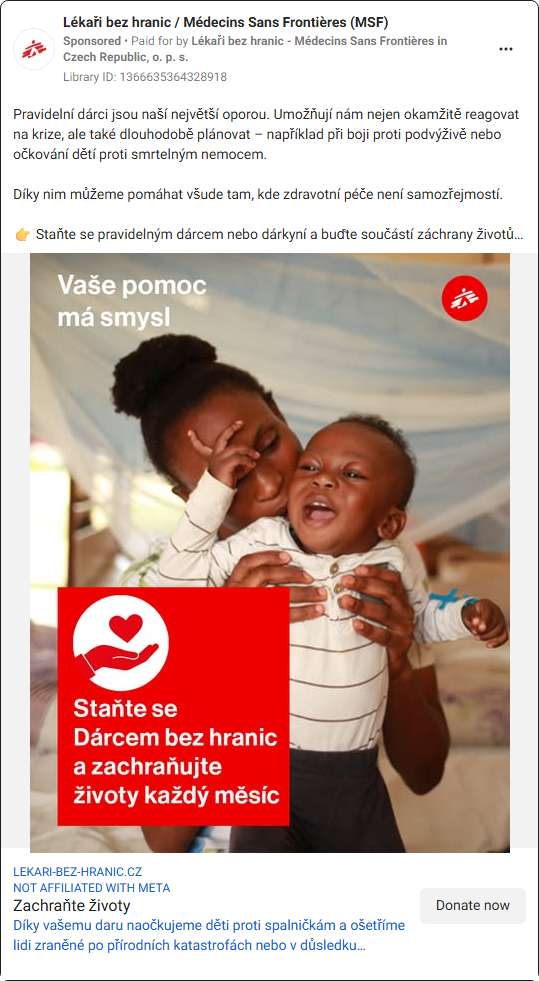 Lékaři bez hranic / Médecins Sans Frontières (MSF)
Sponsored • Paid for by Lékaři bez hranic - Médecins Sans Frontières in
Czech Republic, o. p. s.
Library ID: 1366635364328918
Pravidelní dárci jsou naší největší oporou. Umožňují nám nejen okamžitě reagovat
na krize, ale také dlouhodobě plánovat – například při boji proti podvýživě nebo
očkování dětí proti smrtelným nemocem.
Díky nim můžeme pomáhat všude tam, kde zdravotní péče není samozřejmostí.
👉 Staňte se pravidelným dárcem nebo dárkyní a buďte součástí záchrany životů...
Vaše pomoc
má smysl
Staňte se
Dárcem bez hranic
a zachraňujte
životy každý měsíc
LEKARI-BEZ-HRANIC.CZ
NOT AFFILIATED WITH META
Zachraňte životy
Donate now
Díky vašemu daru naočkujeme děti proti spalničkám a ošetříme
lidi zraněné po přírodních katastrofách nebo v důsledku...